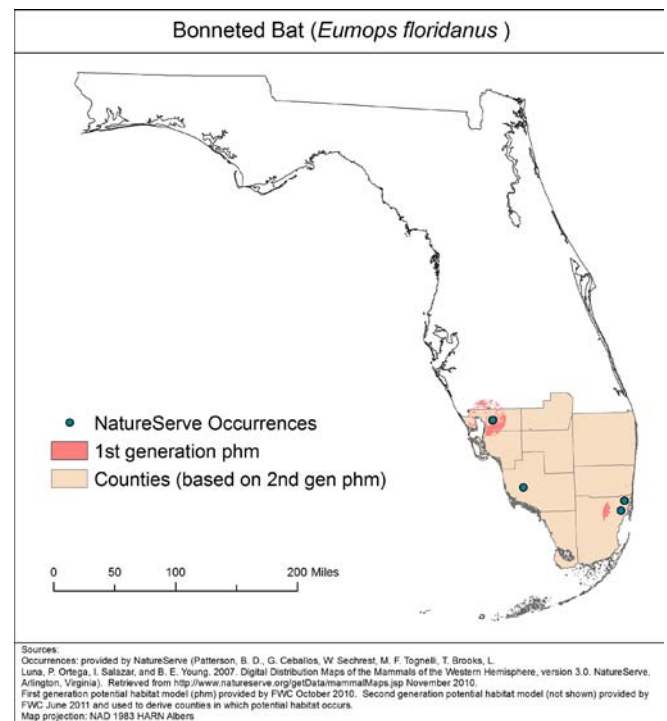 Bonneted Bat (Eumops floridanus )
NatureServe Occurrences
1st generation phm
Counties (based on 2nd gen phm)
0 50 100 200 Miles
Sources:
Occurrences: provided by NatureServe (Patterson, B. D., G. Ceballos, W. Sechrest, M. F. Tognelli, T. Brooks, L.
Luna, P. Ortega, I. Salazar, and B. E. Young. 2007. Digital Distribution Maps of the Mammals of the Western Hemisphere, version 3.0. NatureServe,
Arlington, Virginia). Retrieved from http://www.natureserve.org/getData/mammalMaps.jsp November 2010.
First generation potential habitat model (phm) provided by FWC October 2010. Second generation potential habitat model (not shown) provided by
FWC June 2011 and used to derive counties in which potential habitat occurs.
Map projection: NAD 1983 HARN Albers